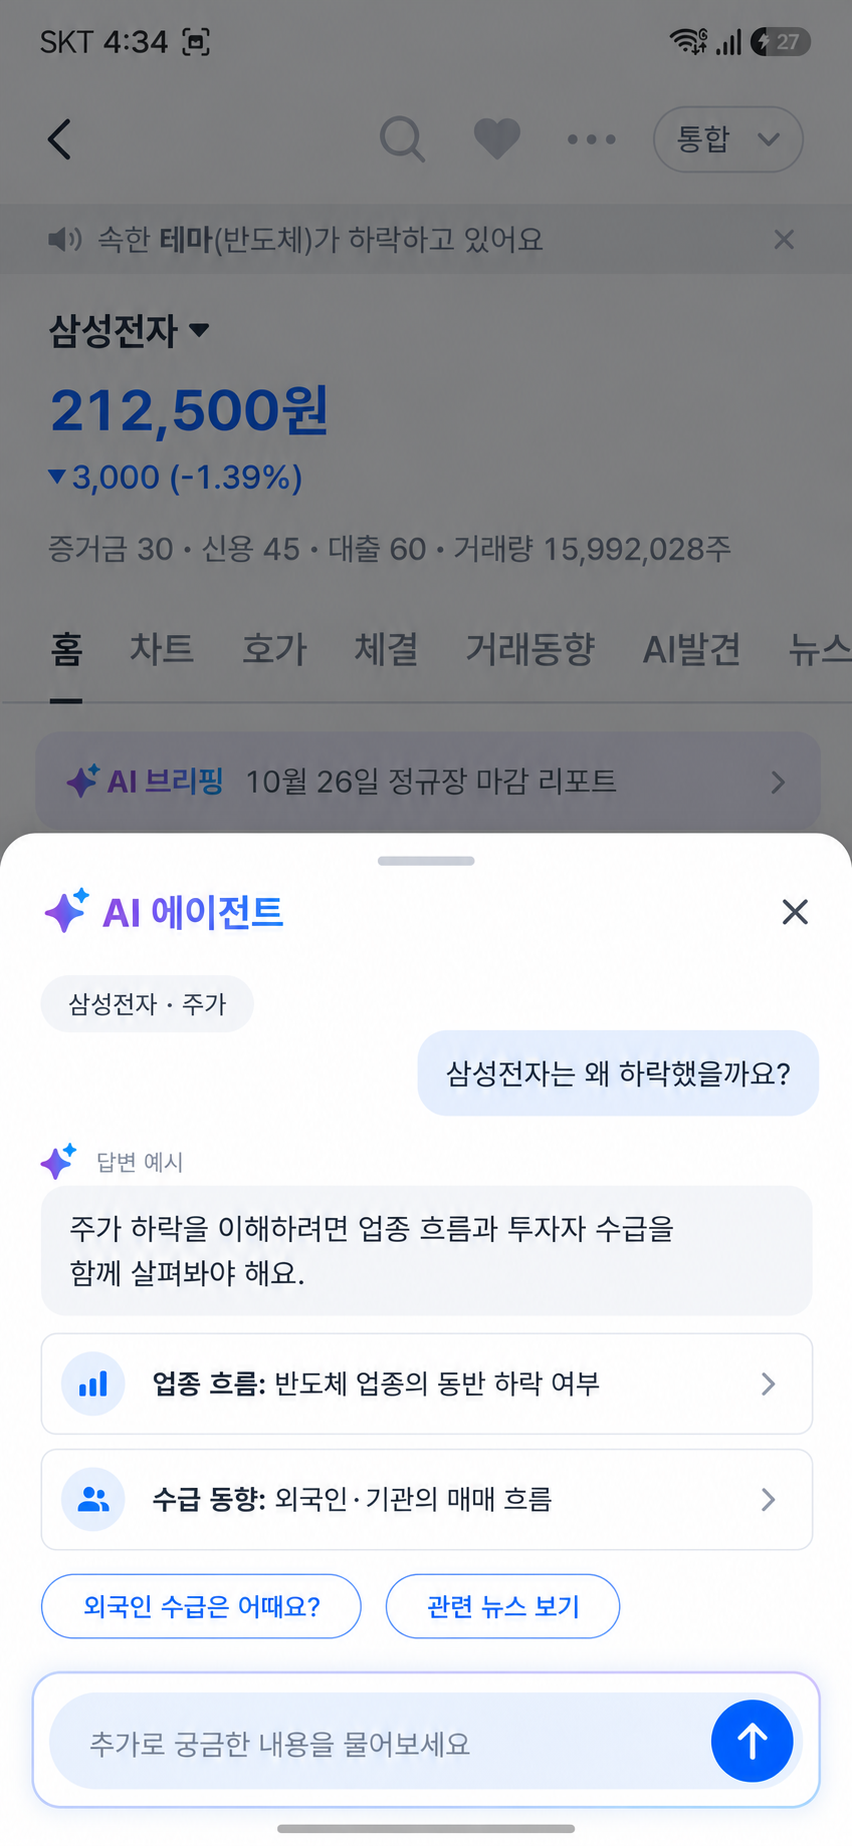 SKT 4:34
27
통합
속한 테마(반도체)가 하락하고 있어요
삼성전자
212,500원
▼3,000 (-1.39%)
증거금 30 • 신용 45 • 대출 60 • 거래량 15,992,028주
홈 차트 호가 체결 거래동향 AI발견 뉴스
AI 브리핑 10월 26일 정규장 마감 리포트
AI 에이전트
삼성전자 · 주가
삼성전자는 왜 하락했을까요?
답변 예시
주가 하락을 이해하려면 업종 흐름과 투자자 수급을
함께 살펴봐야 해요.
업종 흐름: 반도체 업종의 동반 하락 여부
수급 동향: 외국인·기관의 매매 흐름
외국인 수급은 어때요? 관련 뉴스 보기
추가로 궁금한 내용을 물어보세요